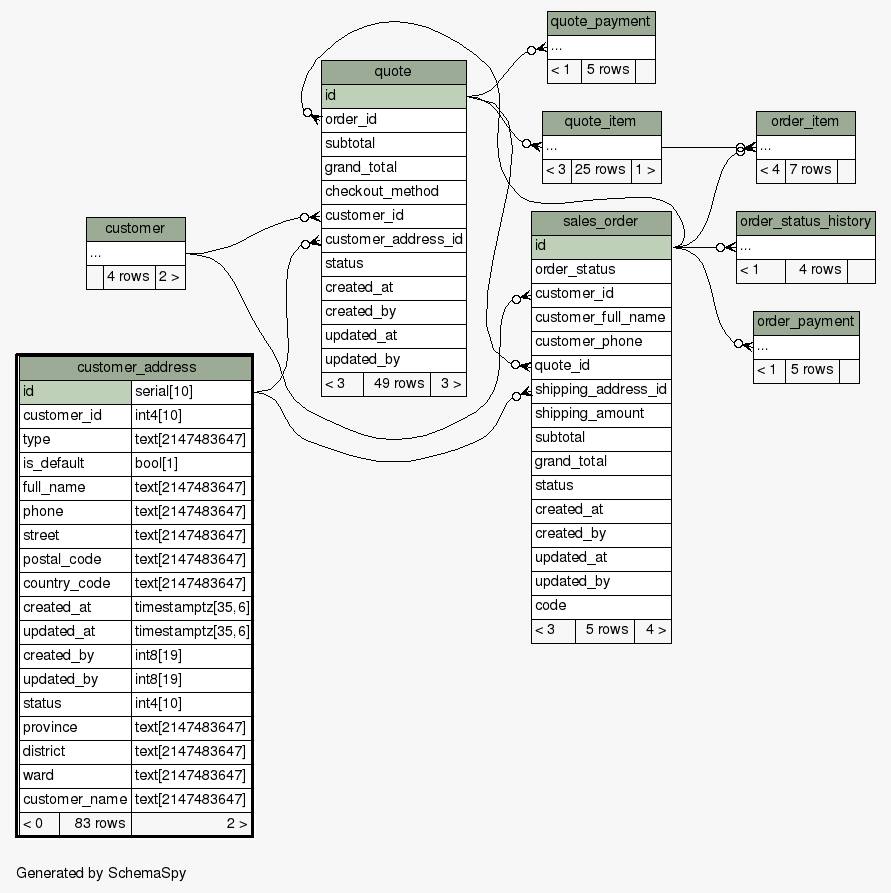 quote_payment
...
< 1 5 rows
quote
id
order_id
subtotal
grand_total
checkout_method
customer_id
customer_address_id
status
created_at
created_by
updated_at
updated_by
< 3 49 rows 3 >
quote_item
...
< 3 25 rows 1 >
order_item
...
< 4 7 rows
customer
...
4 rows 2 >
sales_order
id
order_status
customer_id
customer_full_name
customer_phone
quote_id
shipping_address_id
shipping_amount
subtotal
grand_total
status
created_at
created_by
updated_at
updated_by
code
< 3 5 rows 4 >
order_status_history
...
< 1 4 rows
order_payment
...
< 1 5 rows
customer_address
id serial[10]
customer_id int4[10]
type text[2147483647]
is_default bool[1]
full_name text[2147483647]
phone text[2147483647]
street text[2147483647]
postal_code text[2147483647]
country_code text[2147483647]
created_at timestamptz[35,6]
updated_at timestamptz[35,6]
created_by int8[19]
updated_by int8[19]
status int4[10]
province text[2147483647]
district text[2147483647]
ward text[2147483647]
customer_name text[2147483647]
< 0 83 rows 2 >
Generated by SchemaSpy